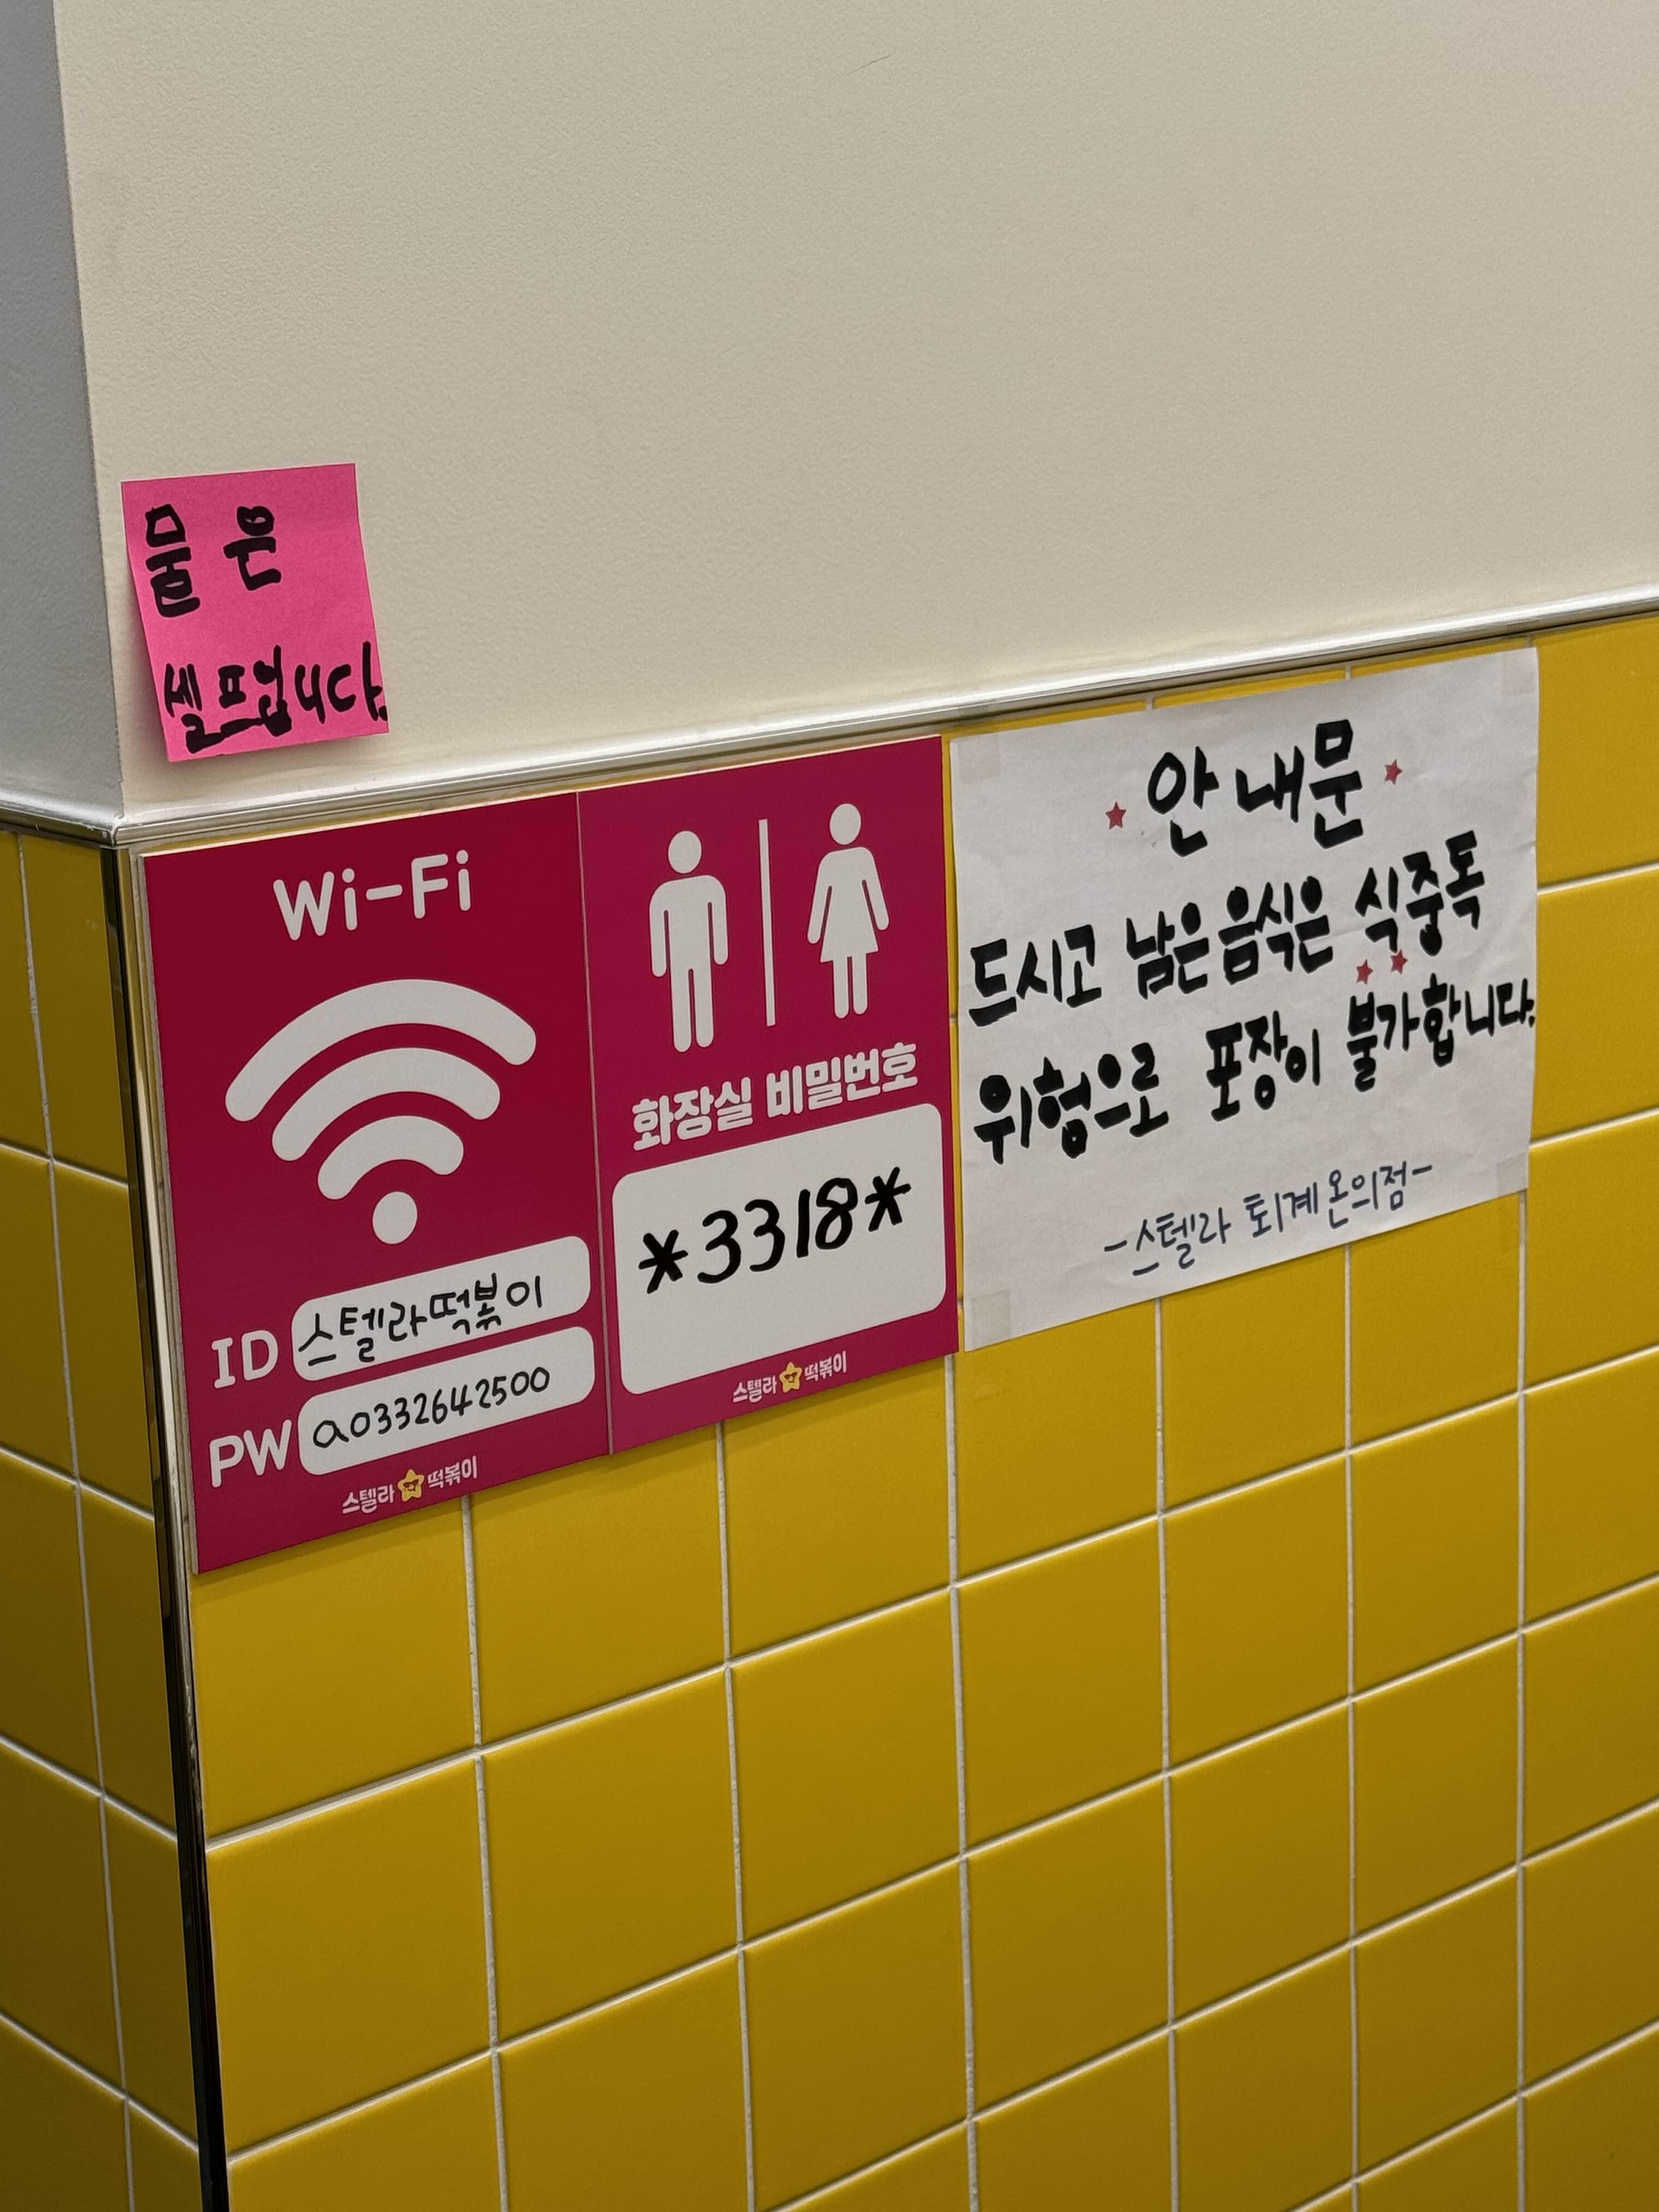 물은
셀프입니다.
Wi-Fi
ID 스텔라떡볶이
PW a0332642500
스텔라 떡볶이
화장실 비밀번호
*3318*
스텔라 떡볶이
안내문
드시고 남은 음식은 식중독
위험으로 포장이 불가합니다.
-스텔라 퇴계온의점-